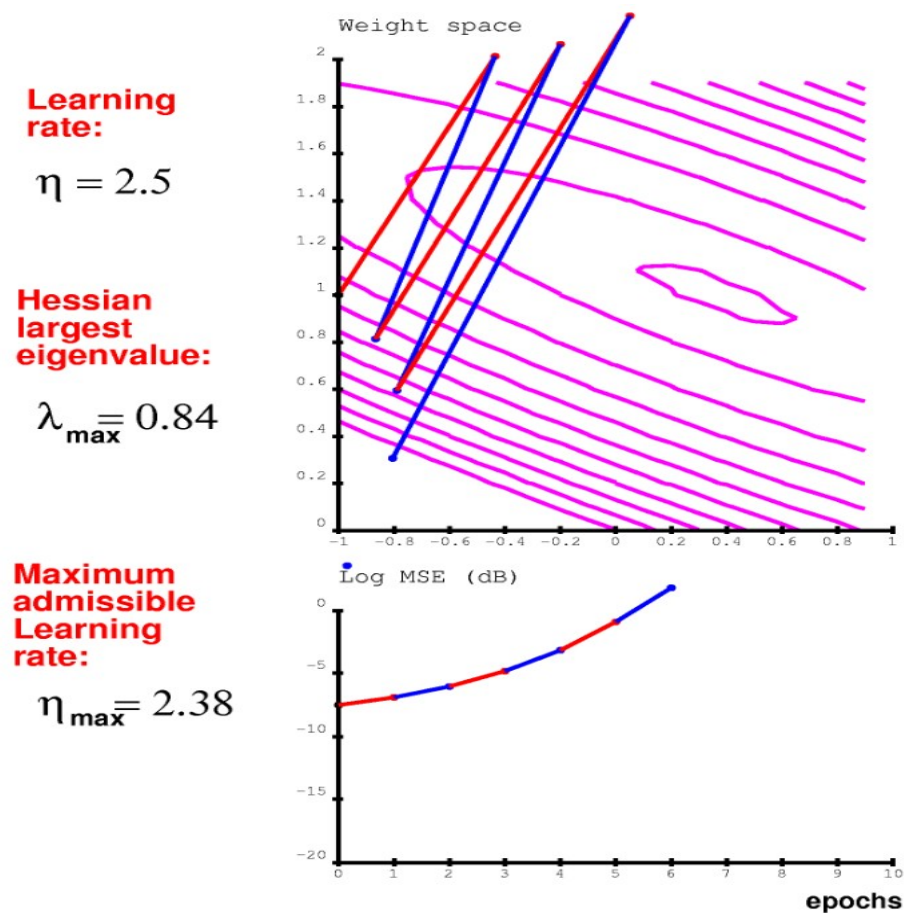 Weight space
Learning
rate:
η = 2.5
Hessian
largest
eigenvalue:
λmax = 0.84
2
1.8
1.6
1.4
1.2
1
0.8
0.6
0.4
0.2
0
-1 -0.8 -0.6 -0.4 -0.2 0 0.2 0.4 0.6 0.8 1
Maximum
admissible
Learning
rate:
ηmax = 2.38
Log MSE (dB)
0
-5
-10
-15
-20
0 1 2 3 4 5 6 7 8 9 10
epochs